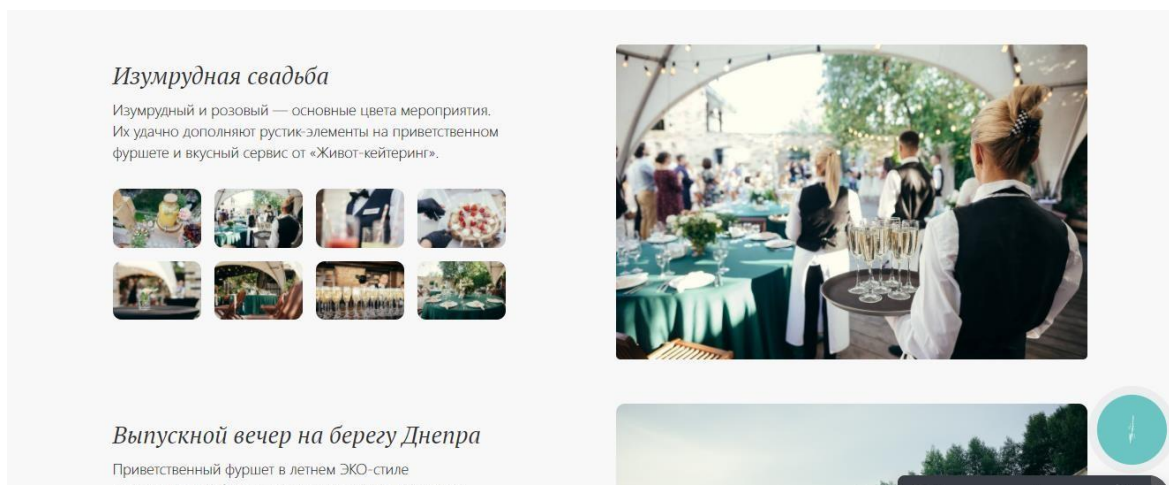 Изумрудная свадьба
Изумрудный и розовый — основные цвета мероприятия.
Их удачно дополняют рустик-элементы на приветственном
фуршете и вкусный сервис от «Живот-кейтеринг».
Выпускной вечер на берегу Днепра
Приветственный фуршет в летнем ЭКО-стиле